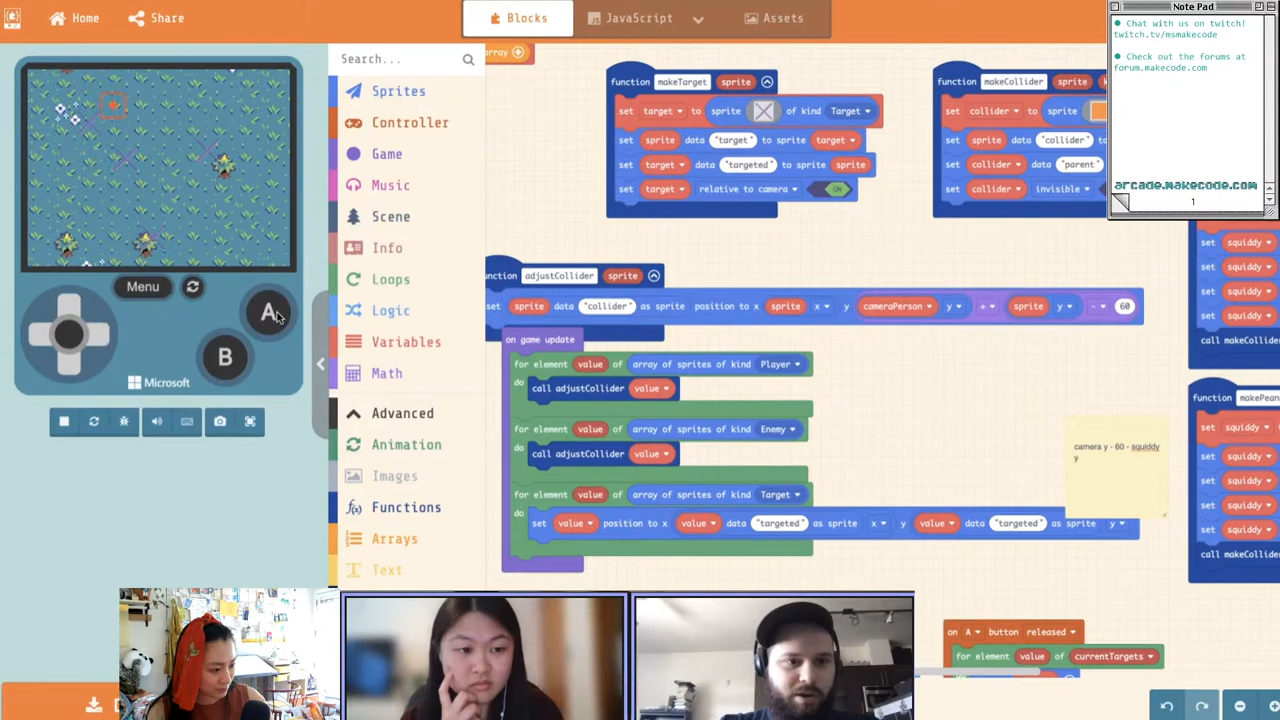 Home
Share
Blocks
JavaScript
Assets
Note Pad
Chat with us on twitch!
twitch.tv/msmakecode
Check out the forums at
forum.makecode.com
arcade.makecode.com
1
Menu
A
B
Microsoft
Search...
Sprites
Controller
Game
Music
Scene
Info
Loops
Logic
Variables
Math
Advanced
Animation
Images
Functions
Arrays
Text
array
function makeTarget sprite
set target to sprite of kind Target
set sprite data "target" to sprite target
set target data "targeted" to sprite sprite
set target relative to camera ON
function makeCollider sprite
set collider to sprite
set sprite data "collider"
set collider data "parent"
set collider invisible
adjustCollider sprite
set sprite data "collider" as sprite position to x sprite x y cameraPerson y + sprite y - 60
on game update
for element value of array of sprites of kind Player
do call adjustCollider value
for element value of array of sprites of kind Enemy
do call adjustCollider value
for element value of array of sprites of kind Target
do set value position to x value data "targeted" as sprite x y value data "targeted" as sprite y
camera y - 60 - squiddy
y
set squiddy
set squiddy
set squiddy
set squiddy
call makeCollider
function
set squiddy
set squiddy
set squiddy
set squiddy
set squiddy
call makeCollider
on A button released
for element value of currentTargets